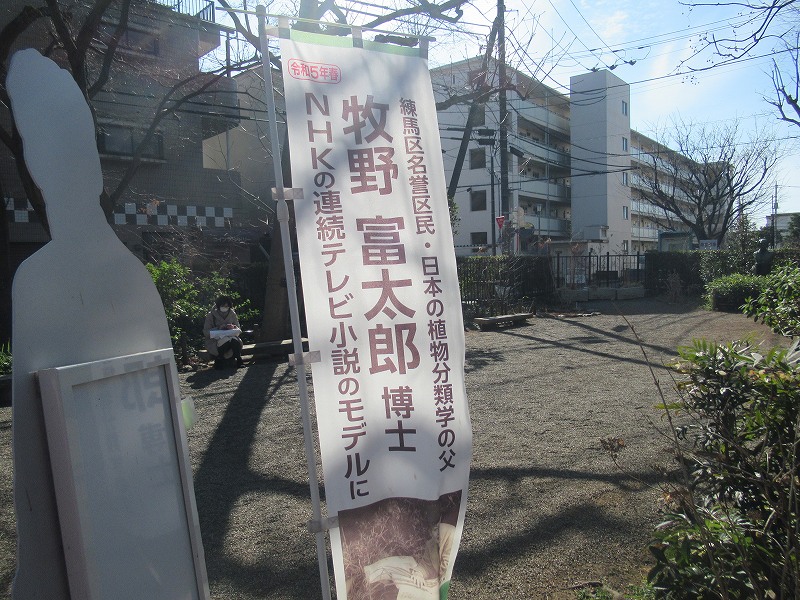 令和5年春
練馬区名誉区民・日本の植物分類学の父
牧野 富太郎 博士
NHKの連続テレビ小説のモデルに